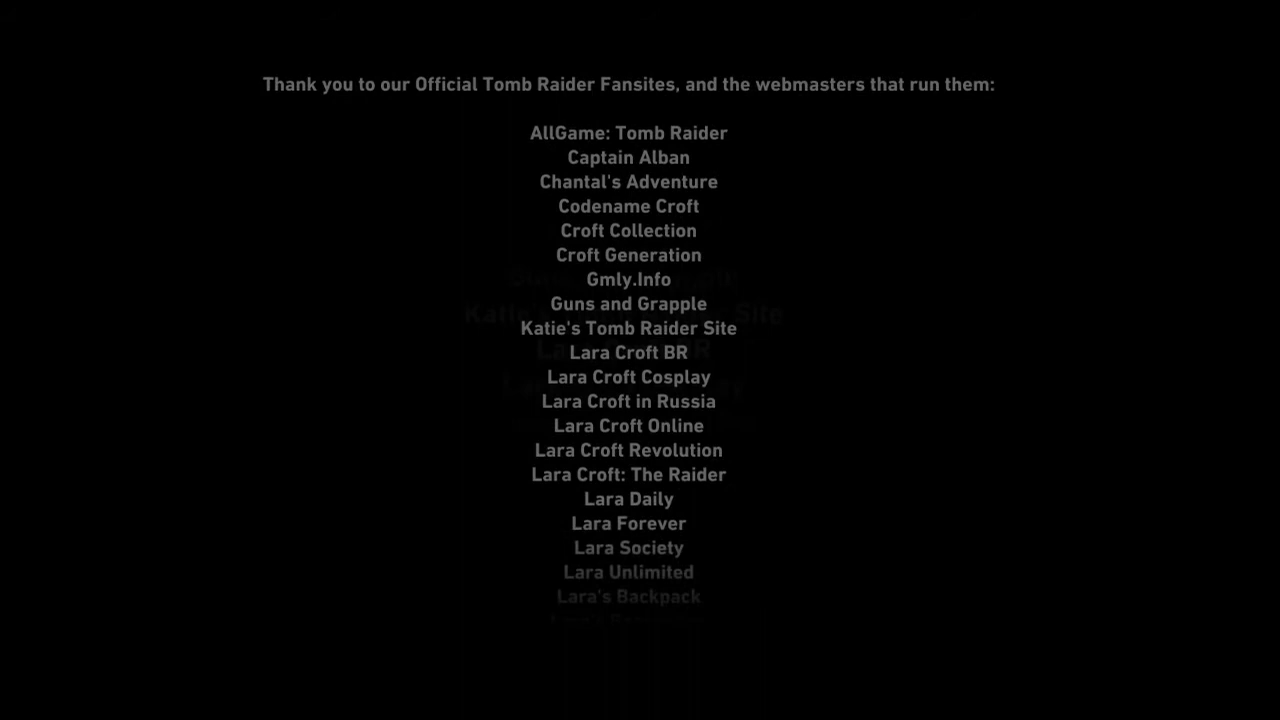 Thank you to our Official Tomb Raider Fansites, and the webmasters that run them:
AllGame: Tomb Raider
Captain Alban
Chantal's Adventure
Codename Croft
Croft Collection
Croft Generation
Gmly.Info
Guns and Grapple
Katie's Tomb Raider Site
Lara Croft BR
Lara Croft Cosplay
Lara Croft in Russia
Lara Croft Online
Lara Croft Revolution
Lara Croft: The Raider
Lara Daily
Lara Forever
Lara Society
Lara Unlimited
Lara's Backpack